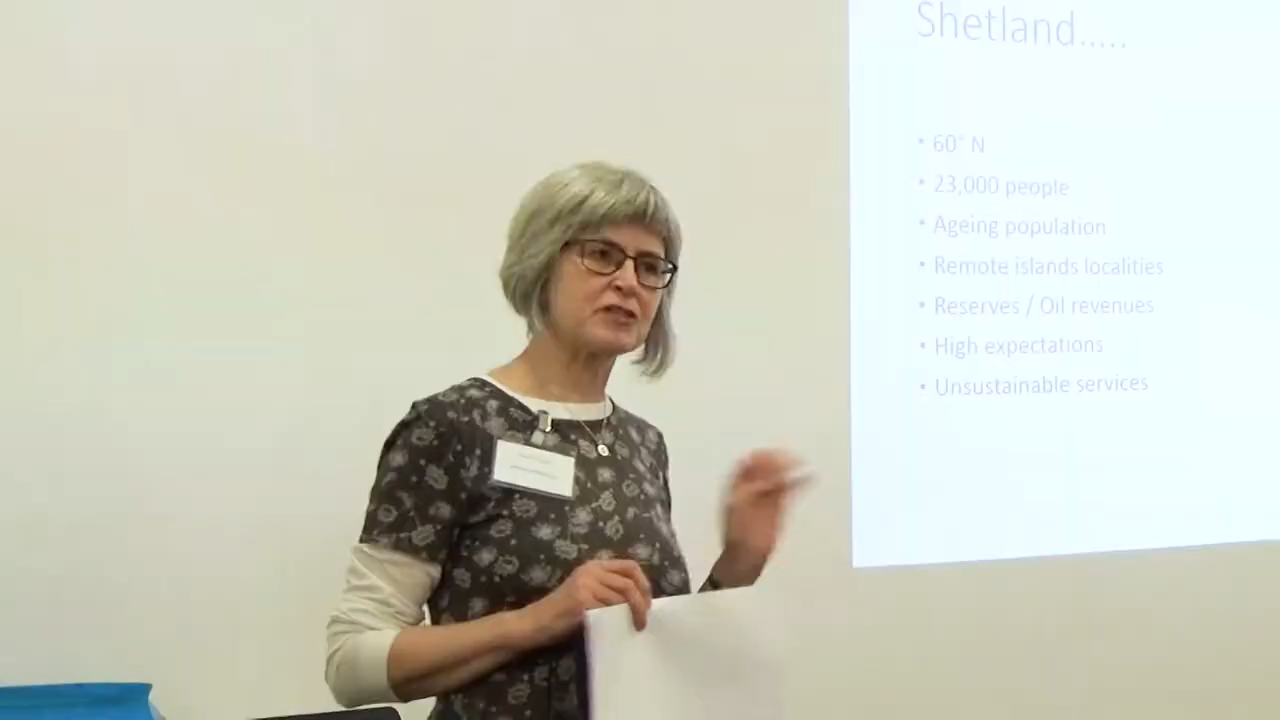 Shetland.....
• 60° N
• 23,000 people
• Ageing population
• Remote islands localities
• Reserves / Oil revenues
• High expectations
• Unsustainable services